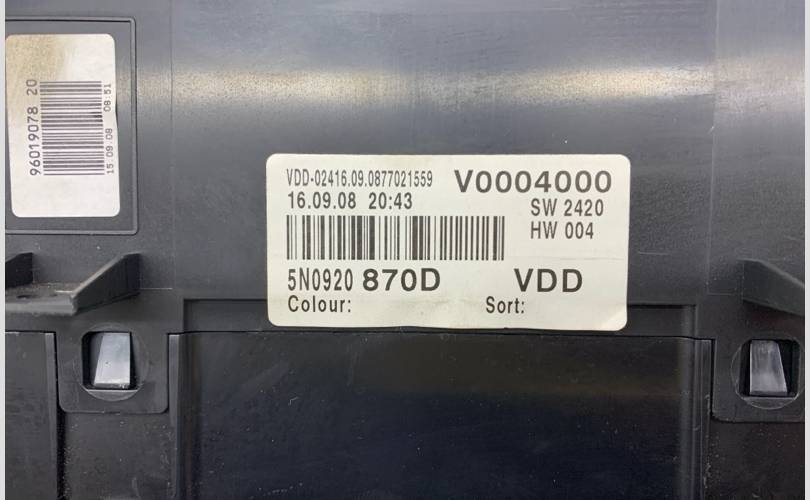 96019078 20
15 09 08 08:51
VDD-02416.09.0877021559 V0004000
16.09.08 20:43 SW 2420
HW 004
5N0920 870D VDD
Colour: Sort: